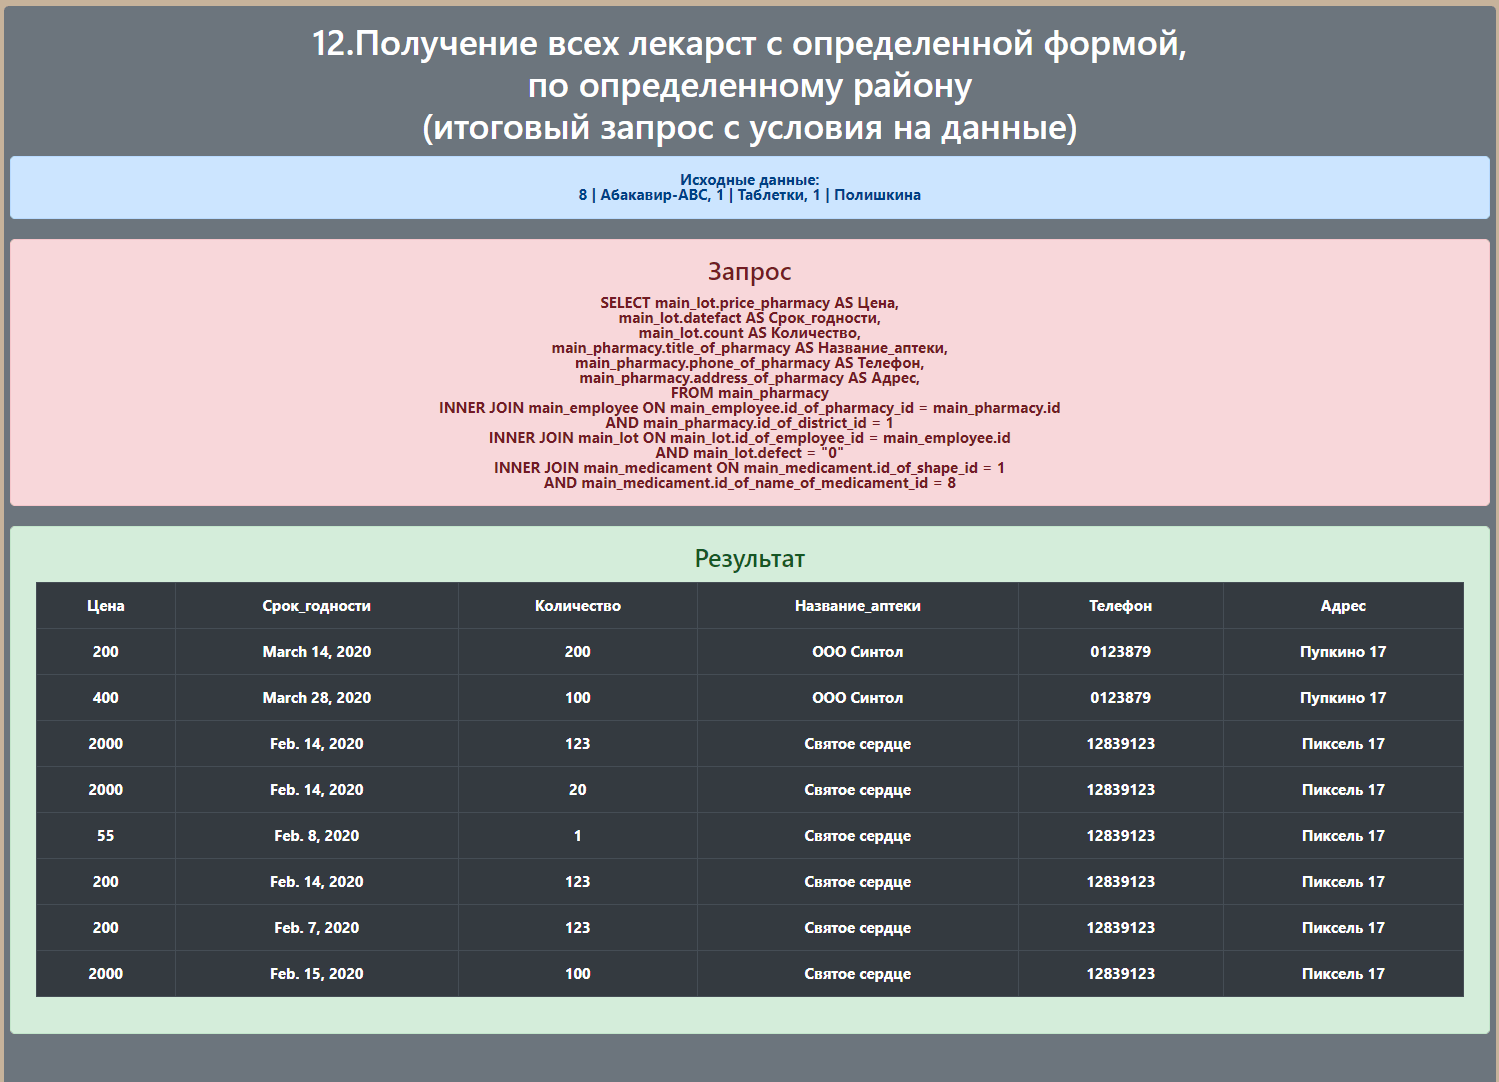 12.Получение всех лекарст с определенной формой,
по определенному району
(итоговый запрос с условия на данные)
Исходные данные:
8 | Абакавир-АВС, 1 | Таблетки, 1 | Полишкина
Запрос
SELECT main_lot.price_pharmacy AS Цена,
main_lot.datefact AS Срок_годности,
main_lot.count AS Количество,
main_pharmacy.title_of_pharmacy AS Название_аптеки,
main_pharmacy.phone_of_pharmacy AS Телефон,
main_pharmacy.address_of_pharmacy AS Адрес,
FROM main_pharmacy
INNER JOIN main_employee ON main_employee.id_of_pharmacy_id = main_pharmacy.id
AND main_pharmacy.id_of_district_id = 1
INNER JOIN main_lot ON main_lot.id_of_employee_id = main_employee.id
AND main_lot.defect = "0"
INNER JOIN main_medicament ON main_medicament.id_of_shape_id = 1
AND main_medicament.id_of_name_of_medicament_id = 8
Результат
Цена Срок_годности Количество Название_аптеки Телефон Адрес
200 March 14, 2020 200 ООО Синтол 0123879 Пупкино 17
400 March 28, 2020 100 ООО Синтол 0123879 Пупкино 17
2000 Feb. 14, 2020 123 Святое сердце 12839123 Пиксель 17
2000 Feb. 14, 2020 20 Святое сердце 12839123 Пиксель 17
55 Feb. 8, 2020 1 Святое сердце 12839123 Пиксель 17
200 Feb. 14, 2020 123 Святое сердце 12839123 Пиксель 17
200 Feb. 7, 2020 123 Святое сердце 12839123 Пиксель 17
2000 Feb. 15, 2020 100 Святое сердце 12839123 Пиксель 17